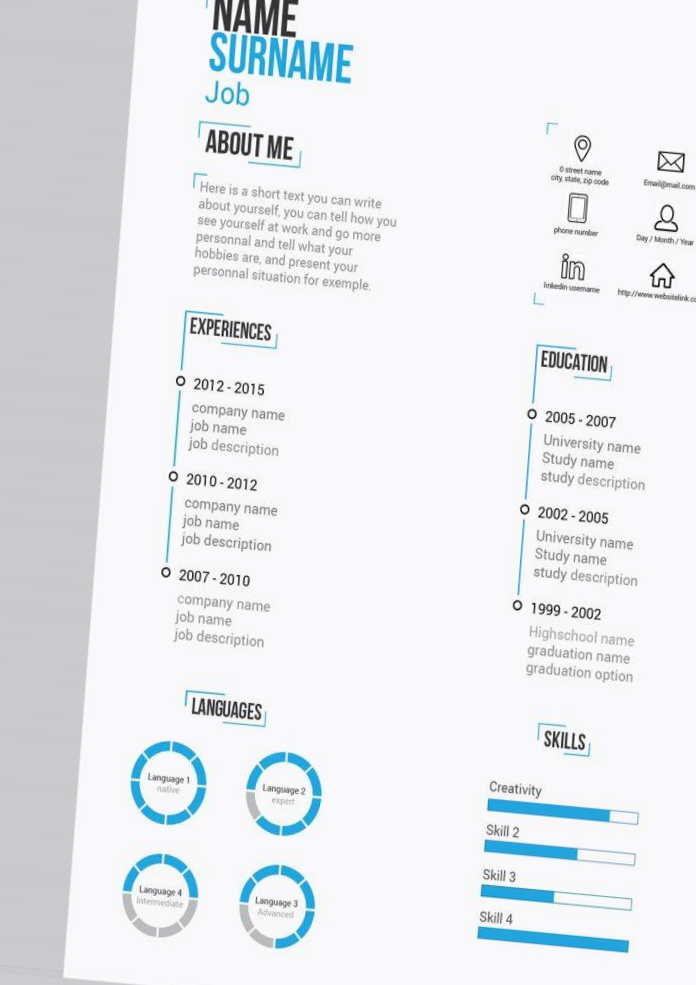 NAME
SURNAME
Job
ABOUT ME
Here is a short text you can write
about yourself, you can tell how you
see yourself at work and go more
personnal and tell what your
hobbies are, and present your
personnal situation for exemple.
0 street name
city, state, zip code
Email@mail.com
phone number
Day / Month / Year
in
linkedin username
http://www.websitelink.co
EXPERIENCES
2012 - 2015
company name
job name
job description
2010 - 2012
company name
job name
job description
2007 - 2010
company name
job name
job description
EDUCATION
2005 - 2007
University name
Study name
study description
2002 - 2005
University name
Study name
study description
1999 - 2002
Highschool name
graduation name
graduation option
LANGUAGES
Language 1
native
Language 2
expert
Language 4
Intermediate
Language 3
Advanced
SKILLS
Creativity
Skill 2
Skill 3
Skill 4